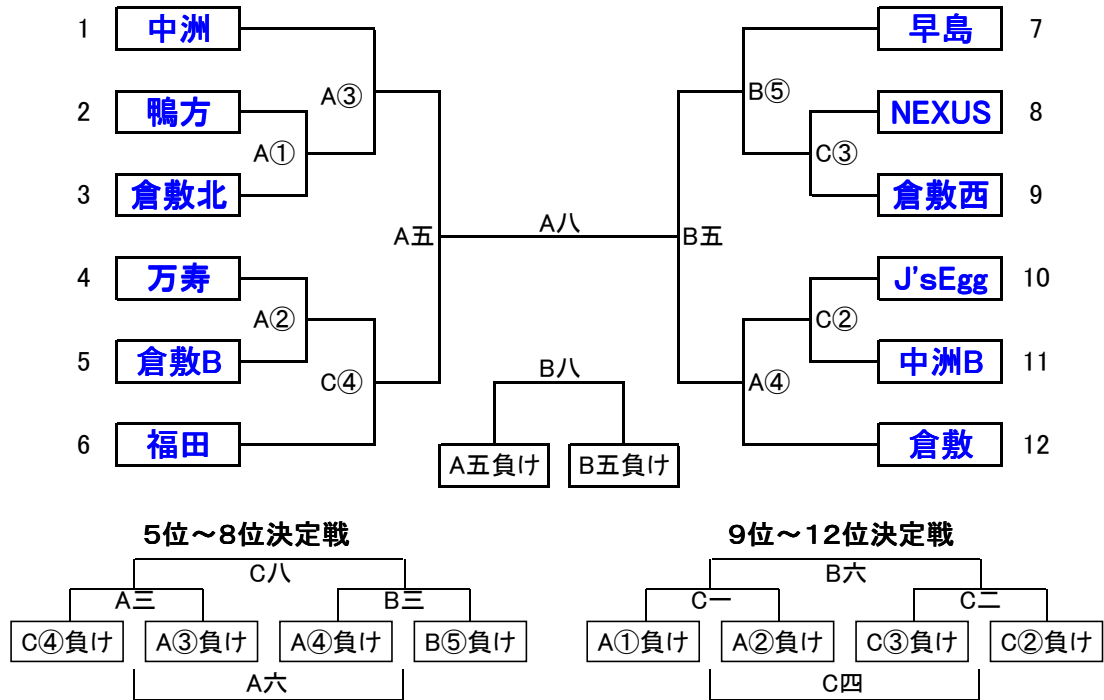 1 中洲 早島 7
A③ B⑤
2 鴨方 NEXUS 8
A① C③
3 倉敷北 倉敷西 9
A五 A八 B五
4 万寿 J'sEgg 10
A② C②
5 倉敷B 中洲B 11
C④ B八 A④
6 福田 倉敷 12
A五負け B五負け
5位～8位決定戦 9位～12位決定戦
C八 B六
A三 B三 C一 C二
C④負け A③負け A④負け B⑤負け A①負け A②負け C③負け C②負け
A六 C四